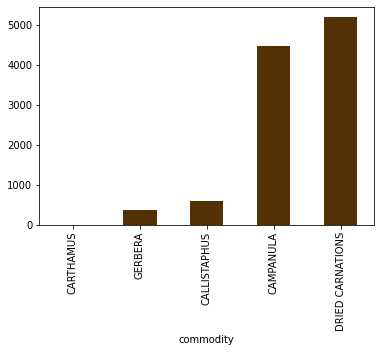 5000
4000
3000
2000
1000
0
CARTHAMUS
GERBERA
CALLISTAPHUS
CAMPANULA
DRIED CARNATIONS
commodity